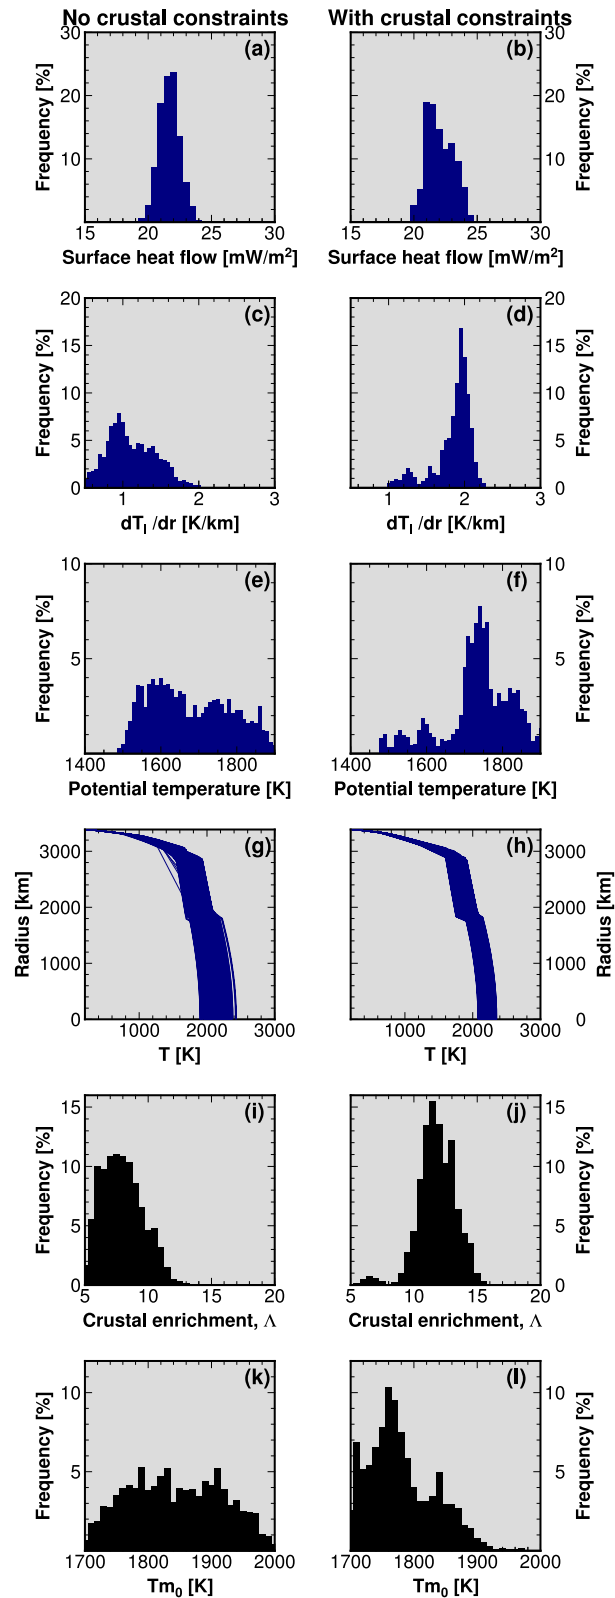 No crustal constraints With crustal constraints
30 (a) (b) 30
Frequency [%] 20 20 Frequency [%]
10 10
15 20 25 30 15 20 25 30
Surface heat flow [mW/m²] Surface heat flow [mW/m²]
20 (c) (d) 20
15 15
Frequency [%] 10 10 Frequency [%]
5 5
0 0
1 2 3 1 2 3
dT_l /dr [K/km] dT_l /dr [K/km]
10 (e) (f) 10
Frequency [%] 5 5 Frequency [%]
1400 1600 1800 1400 1600 1800
Potential temperature [K] Potential temperature [K]
(g) (h)
3000 3000
Radius [km] 2000 2000 Radius [km]
1000 1000
0 0
1000 2000 3000 1000 2000 3000
T [K] T [K]
15 (i) (j) 15
Frequency [%] 10 10 Frequency [%]
5 5
0 0
5 10 15 20 5 10 15 20
Crustal enrichment, Λ Crustal enrichment, Λ
(k) (l)
10 10
Frequency [%] 5 5 Frequency [%]
1700 1800 1900 2000 1700 1800 1900 2000
Tm₀ [K] Tm₀ [K]